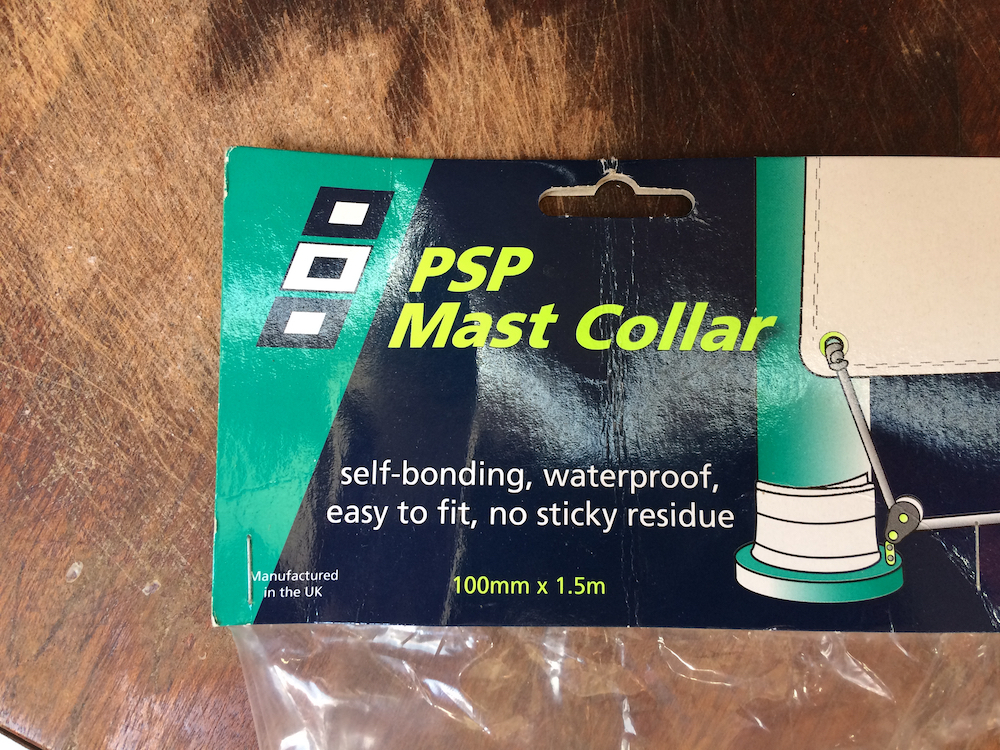 PSP
Mast Collar
self-bonding, waterproof,
easy to fit, no sticky residue
Manufactured
in the UK
100mm x 1.5m